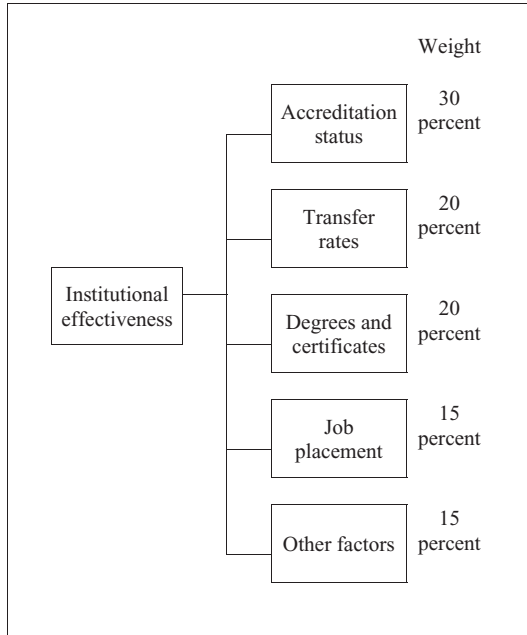 Weight
Accreditation
status
30
percent
Transfer
rates
20
percent
Institutional
effectiveness
Degrees and
certificates
20
percent
Job
placement
15
percent
Other factors
15
percent